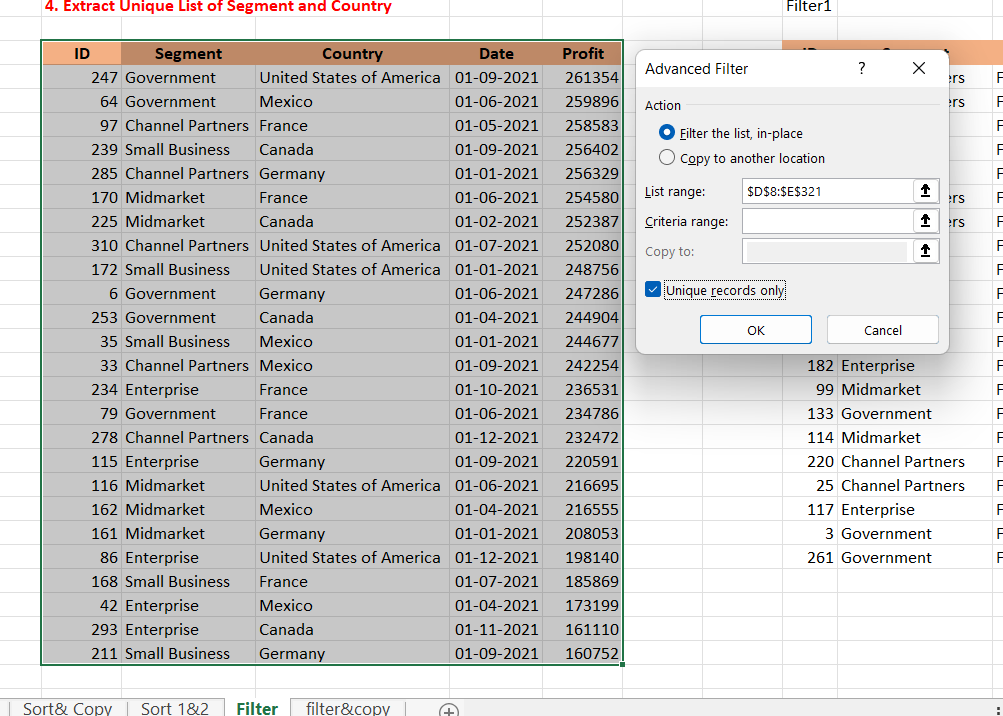 4. Extract Unique List of Segment and Country
Filter1
ID Segment Country Date Profit
247 Government United States of America 01-09-2021 261354
64 Government Mexico 01-06-2021 259896
97 Channel Partners France 01-05-2021 258583
239 Small Business Canada 01-09-2021 256402
285 Channel Partners Germany 01-01-2021 256329
170 Midmarket France 01-06-2021 254580
225 Midmarket Canada 01-02-2021 252387
310 Channel Partners United States of America 01-07-2021 252080
172 Small Business United States of America 01-01-2021 248756
6 Government Germany 01-06-2021 247286
253 Government Canada 01-04-2021 244904
35 Small Business Mexico 01-01-2021 244677
33 Channel Partners Mexico 01-09-2021 242254
234 Enterprise France 01-10-2021 236531
79 Government France 01-06-2021 234786
278 Channel Partners Canada 01-12-2021 232472
115 Enterprise Germany 01-09-2021 220591
116 Midmarket United States of America 01-06-2021 216695
162 Midmarket Mexico 01-04-2021 216555
161 Midmarket Germany 01-01-2021 208053
86 Enterprise United States of America 01-12-2021 198140
168 Small Business France 01-07-2021 185869
42 Enterprise Mexico 01-04-2021 173199
293 Enterprise Canada 01-11-2021 161110
211 Small Business Germany 01-09-2021 160752
Advanced Filter ?
Action
Filter the list, in-place
Copy to another location
List range: $D$8:$E$321
Criteria range:
Copy to:
Unique records only
OK Cancel
182 Enterprise F
99 Midmarket F
133 Government F
114 Midmarket F
220 Channel Partners F
25 Channel Partners F
117 Enterprise F
3 Government F
261 Government F
Sort& Copy Sort 1&2 Filter filter&copy